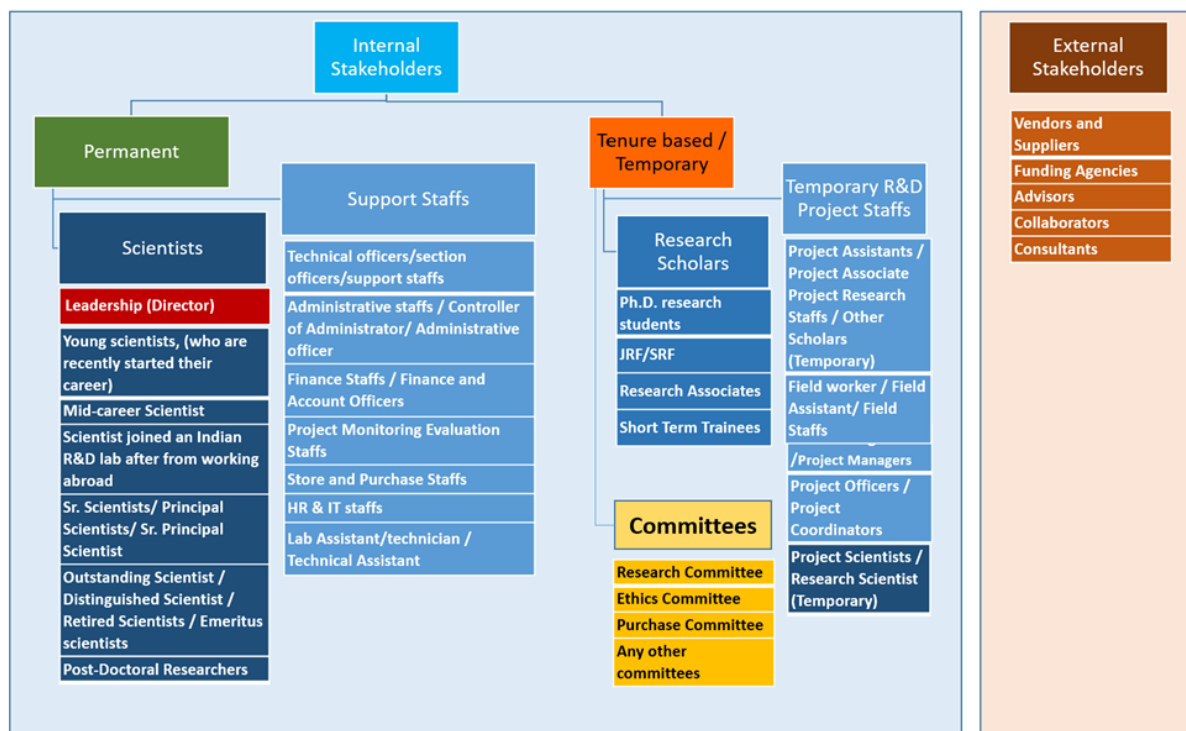 Internal
Stakeholders
External
Stakeholders
Permanent
Tenure based /
Temporary
Support Staffs
Scientists
Leadership (Director)
Young scientists, (who are
recently started their
career)
Mid-career Scientist
Scientist joined an Indian
R&D lab after from working
abroad
Sr. Scientists/ Principal
Scientists/ Sr. Principal
Scientist
Outstanding Scientist /
Distinguished Scientist /
Retired Scientists / Emeritus
scientists
Post-Doctoral Researchers
Technical officers/section
officers/support staffs
Administrative staffs / Controller
of Administrator/ Administrative
officer
Finance Staffs / Finance and
Account Officers
Project Monitoring Evaluation
Staffs
Store and Purchase Staffs
HR & IT staffs
Lab Assistant/technician /
Technical Assistant
Research
Scholars
Ph.D. research
students
JRF/SRF
Research Associates
Short Term Trainees
Committees
Research Committee
Ethics Committee
Purchase Committee
Any other
committees
Temporary R&D
Project Staffs
Project Assistants /
Project Associate
Project Research
Staffs / Other
Scholars
(Temporary)
Field worker / Field
Assistant/ Field
Staffs
/Project Managers
Project Officers /
Project
Coordinators
Project Scientists /
Research Scientist
(Temporary)
Vendors and
Suppliers
Funding Agencies
Advisors
Collaborators
Consultants